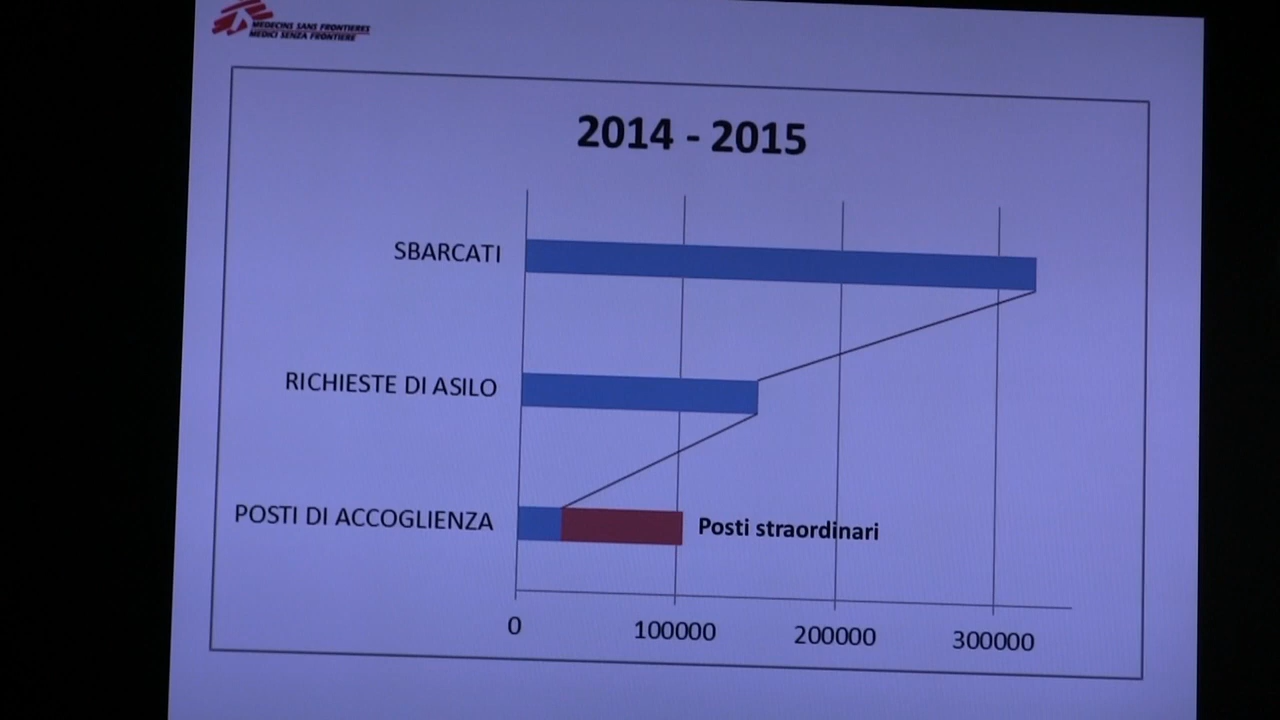 MEDECINS SANS FRONTIERES
MEDICI SENZA FRONTIERE
2014 - 2015
SBARCATI
RICHIESTE DI ASILO
POSTI DI ACCOGLIENZA
Posti straordinari
0
100000
200000
300000